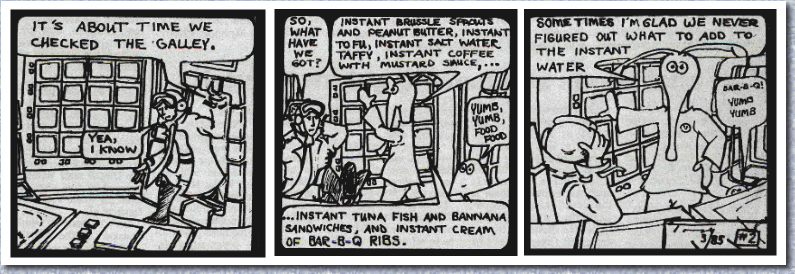 IT'S ABOUT TIME WE
CHECKED THE GALLEY.
YEA,
I KNOW
SO,
WHAT
HAVE
WE
GOT?
INSTANT BRUSSLE SPROUTS
AND PEANUT BUTTER, INSTANT
TOFU, INSTANT SALT WATER
TAFFY, INSTANT COFFEE
WITH MUSTARD SAUCE,...
YUMB,
YUMB,
FOOD
FOOD
...INSTANT TUNA FISH AND BANNANA
SANDWICHES, AND INSTANT CREAM
OF BAR-B-Q RIBS.
SOMETIMES I'M GLAD WE NEVER
FIGURED OUT WHAT TO ADD TO
THE INSTANT
WATER
BAR-B-Q!
YUMB
YUMB
3/85 #2